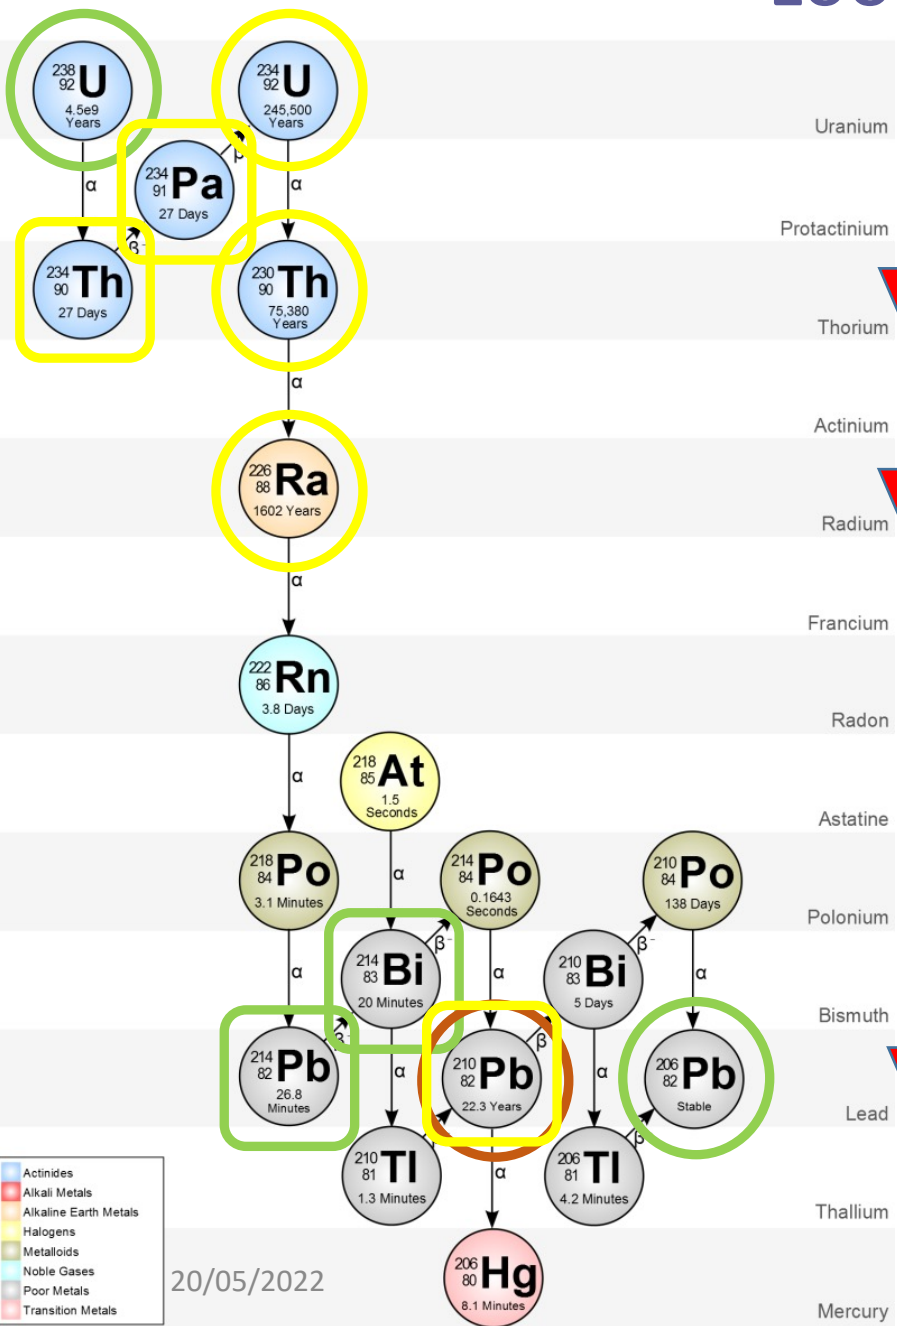 238
92 U
4.5e9
Years
234
92 U
245,500
Years
Uranium
α
234
91 Pa
27 Days
β
α
Protactinium
234
90 Th
27 Days
β⁻
230
90 Th
75,380
Years
Thorium
α
Actinium
226
88 Ra
1602 Years
Radium
α
Francium
222
86 Rn
3.8 Days
Radon
α
218
85 At
1.5
Seconds
Astatine
218
84 Po
3.1 Minutes
α
214
84 Po
0.1643
Seconds
210
84 Po
138 Days
Polonium
α
214
83 Bi
20 Minutes
β⁻
α
210
83 Bi
5 Days
β⁻
α
Bismuth
214
82 Pb
26.8
Minutes
β⁻
α
210
82 Pb
22.3 Years
β
α
206
82 Pb
Stable
Lead
210
81 Tl
1.3 Minutes
α
206
81 Tl
4.2 Minutes
β
Thallium
206
80 Hg
8.1 Minutes
Mercury
Actinides
Alkali Metals
Alkaline Earth Metals
Halogens
Metalloids
Noble Gases
Poor Metals
Transition Metals
20/05/2022